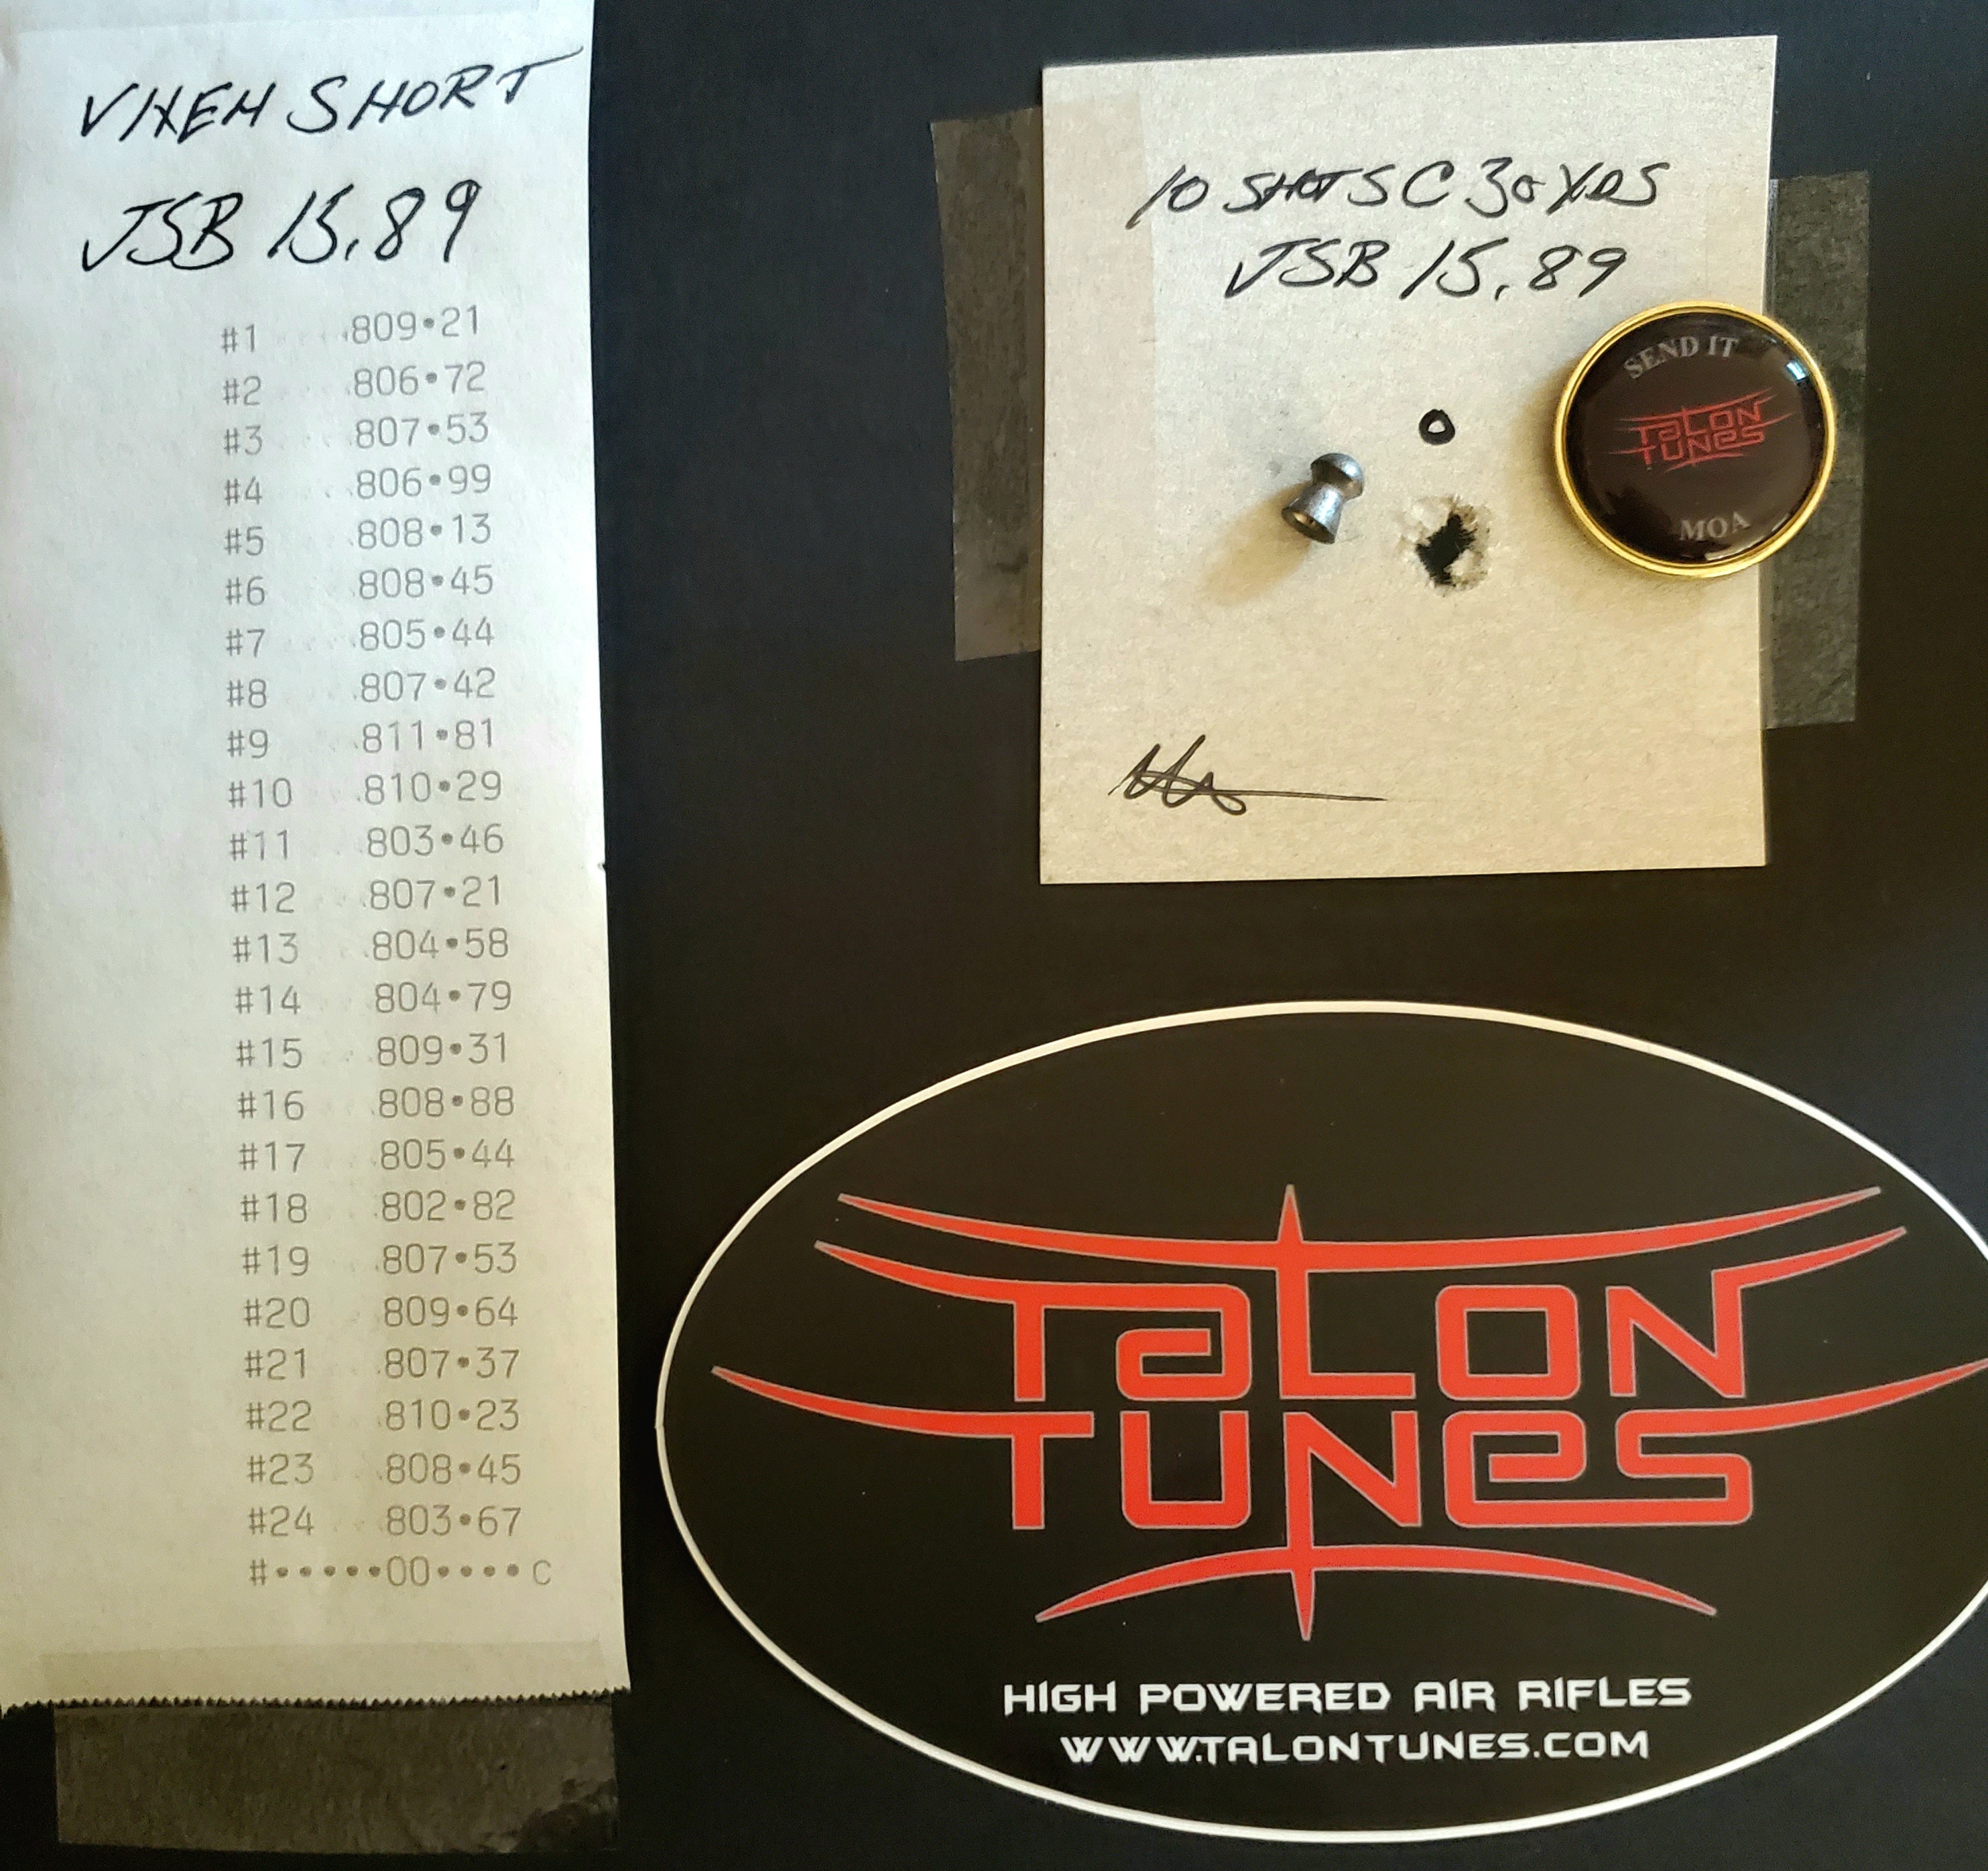 VIXEN SHORT
JSB 15.89
#1 809•21
#2 806•72
#3 807•53
#4 806•99
#5 808•13
#6 808•45
#7 805•44
#8 807•42
#9 811•81
#10 810•29
#11 803•46
#12 807•21
#13 804•58
#14 804•79
#15 809•31
#16 808•88
#17 805•44
#18 802•82
#19 807•53
#20 809•64
#21 807•37
#22 810•23
#23 808•45
#24 803•67
#•••••00••••C
10 SHOTS C 30 YDS
JSB 15.89
SEND IT
TALON
TUNES
MOA
TALON
TUNES
HIGH POWERED AIR RIFLES
WWW.TALONTUNES.COM